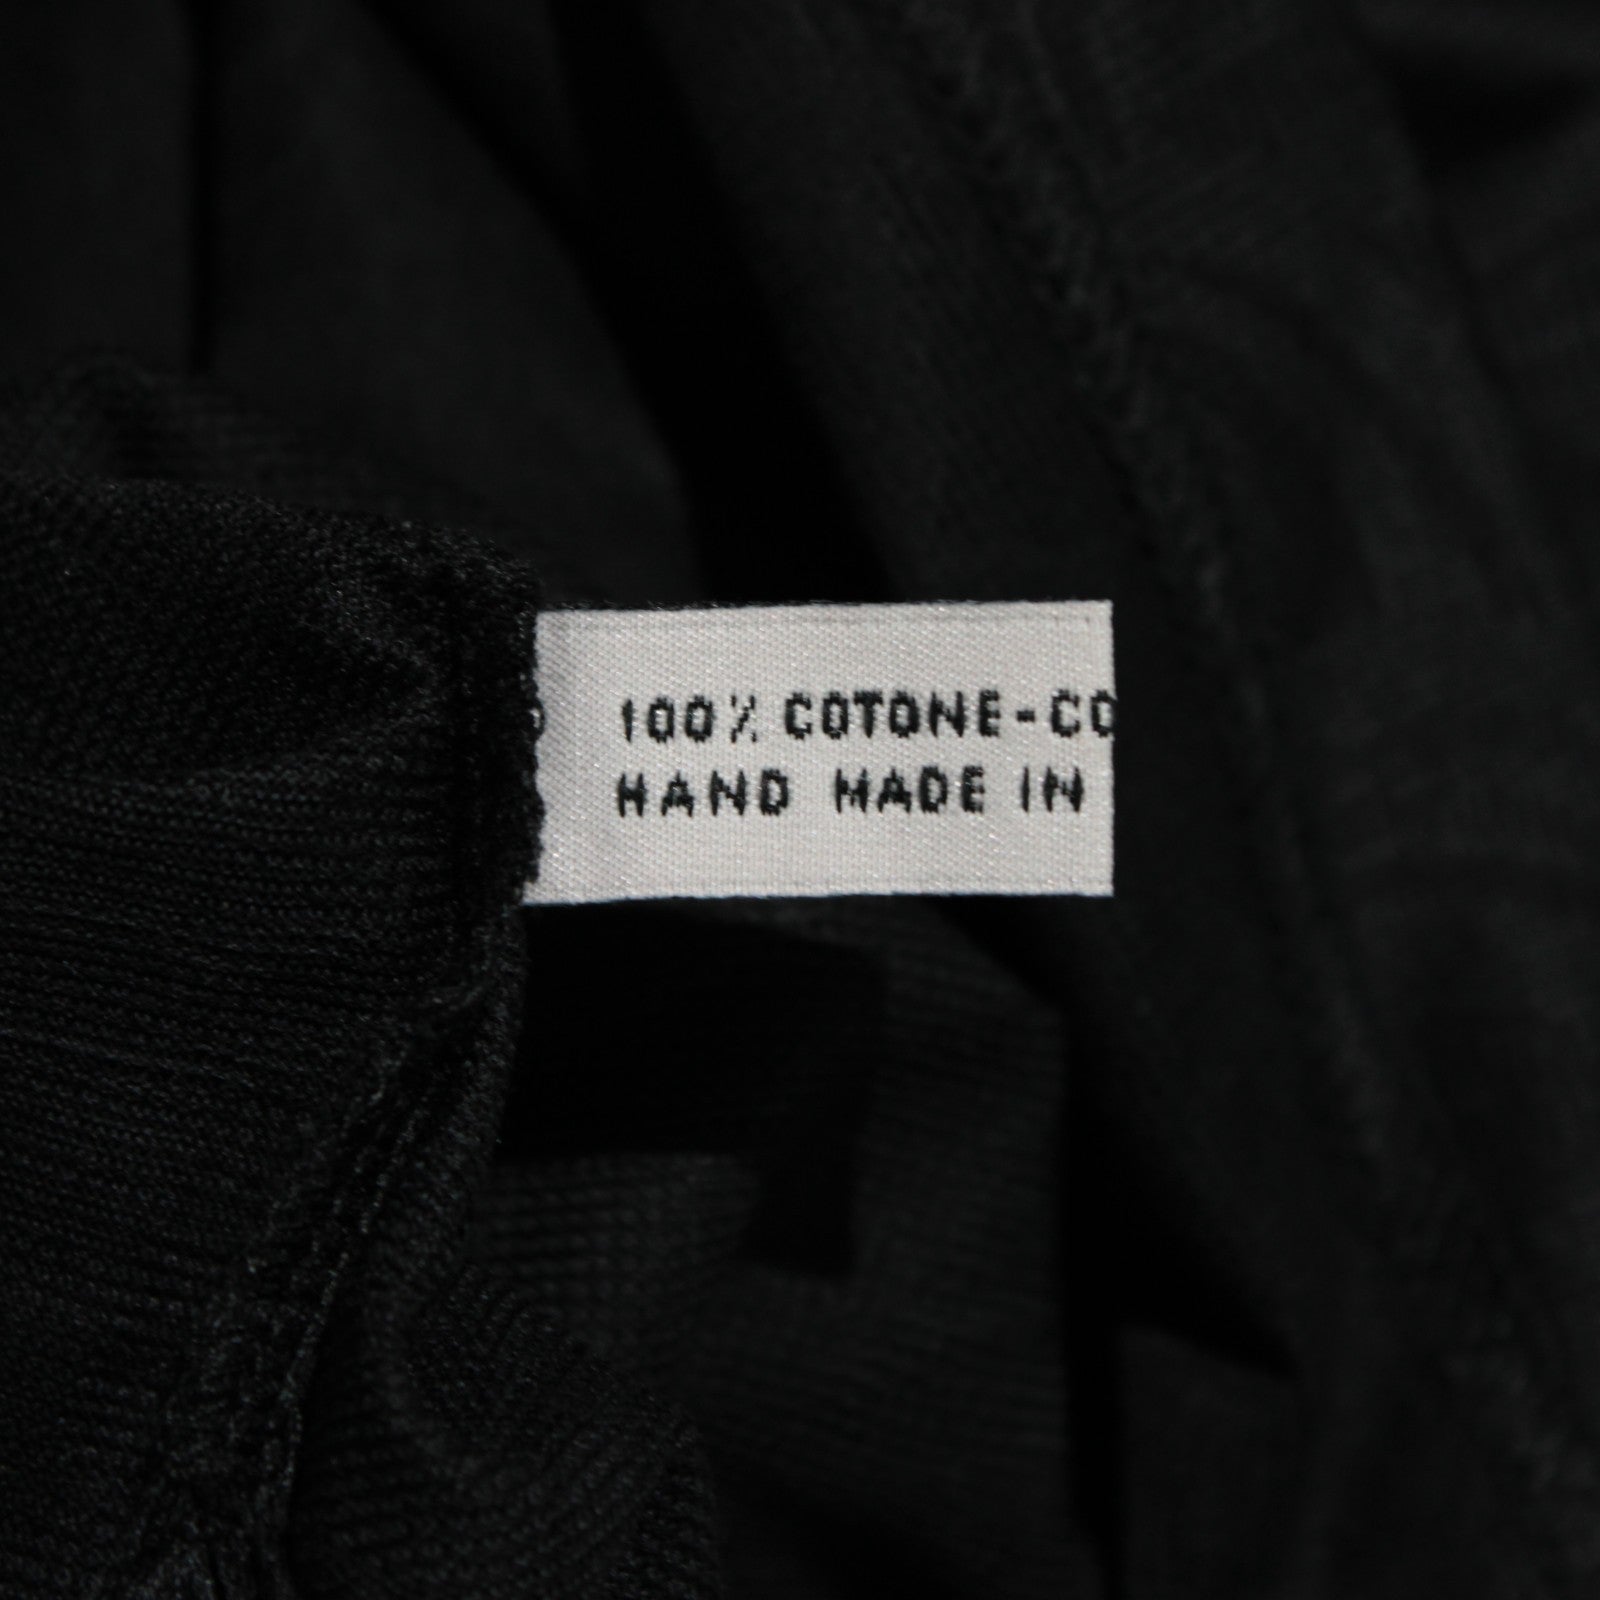 100% COTONE-CO
HAND MADE IN